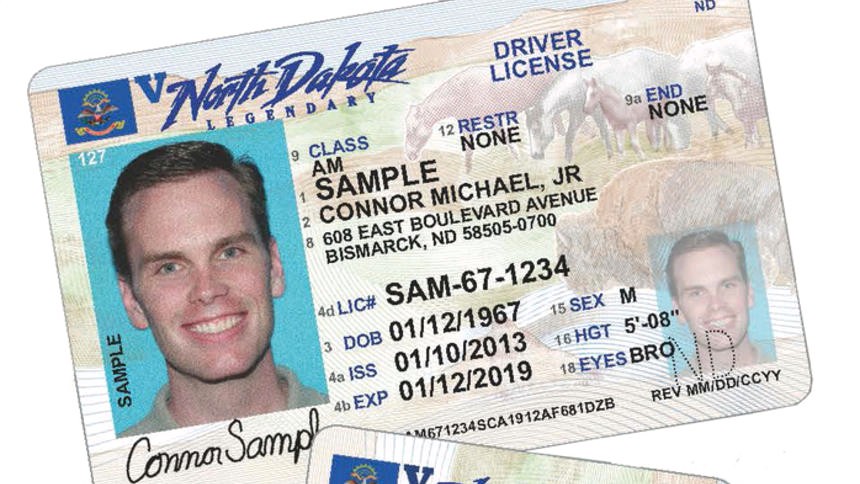 ND
V North Dakota
LEGENDARY
DRIVER
LICENSE
127
9 CLASS
AM
12 RESTR
NONE
9a END
NONE
1 SAMPLE
2 CONNOR MICHAEL, JR
8 608 EAST BOULEVARD AVENUE
BISMARCK, ND 58505-0700
4d LIC# SAM-67-1234
3 DOB 01/12/1967
4a ISS 01/10/2013
4b EXP 01/12/2019
15 SEX M
16 HGT 5'-08"
18 EYES BRO
ND
REV MM/DD/CCYY
SAMPLE
Connor Sampl
AM671234SCA1912AF681DZB
V